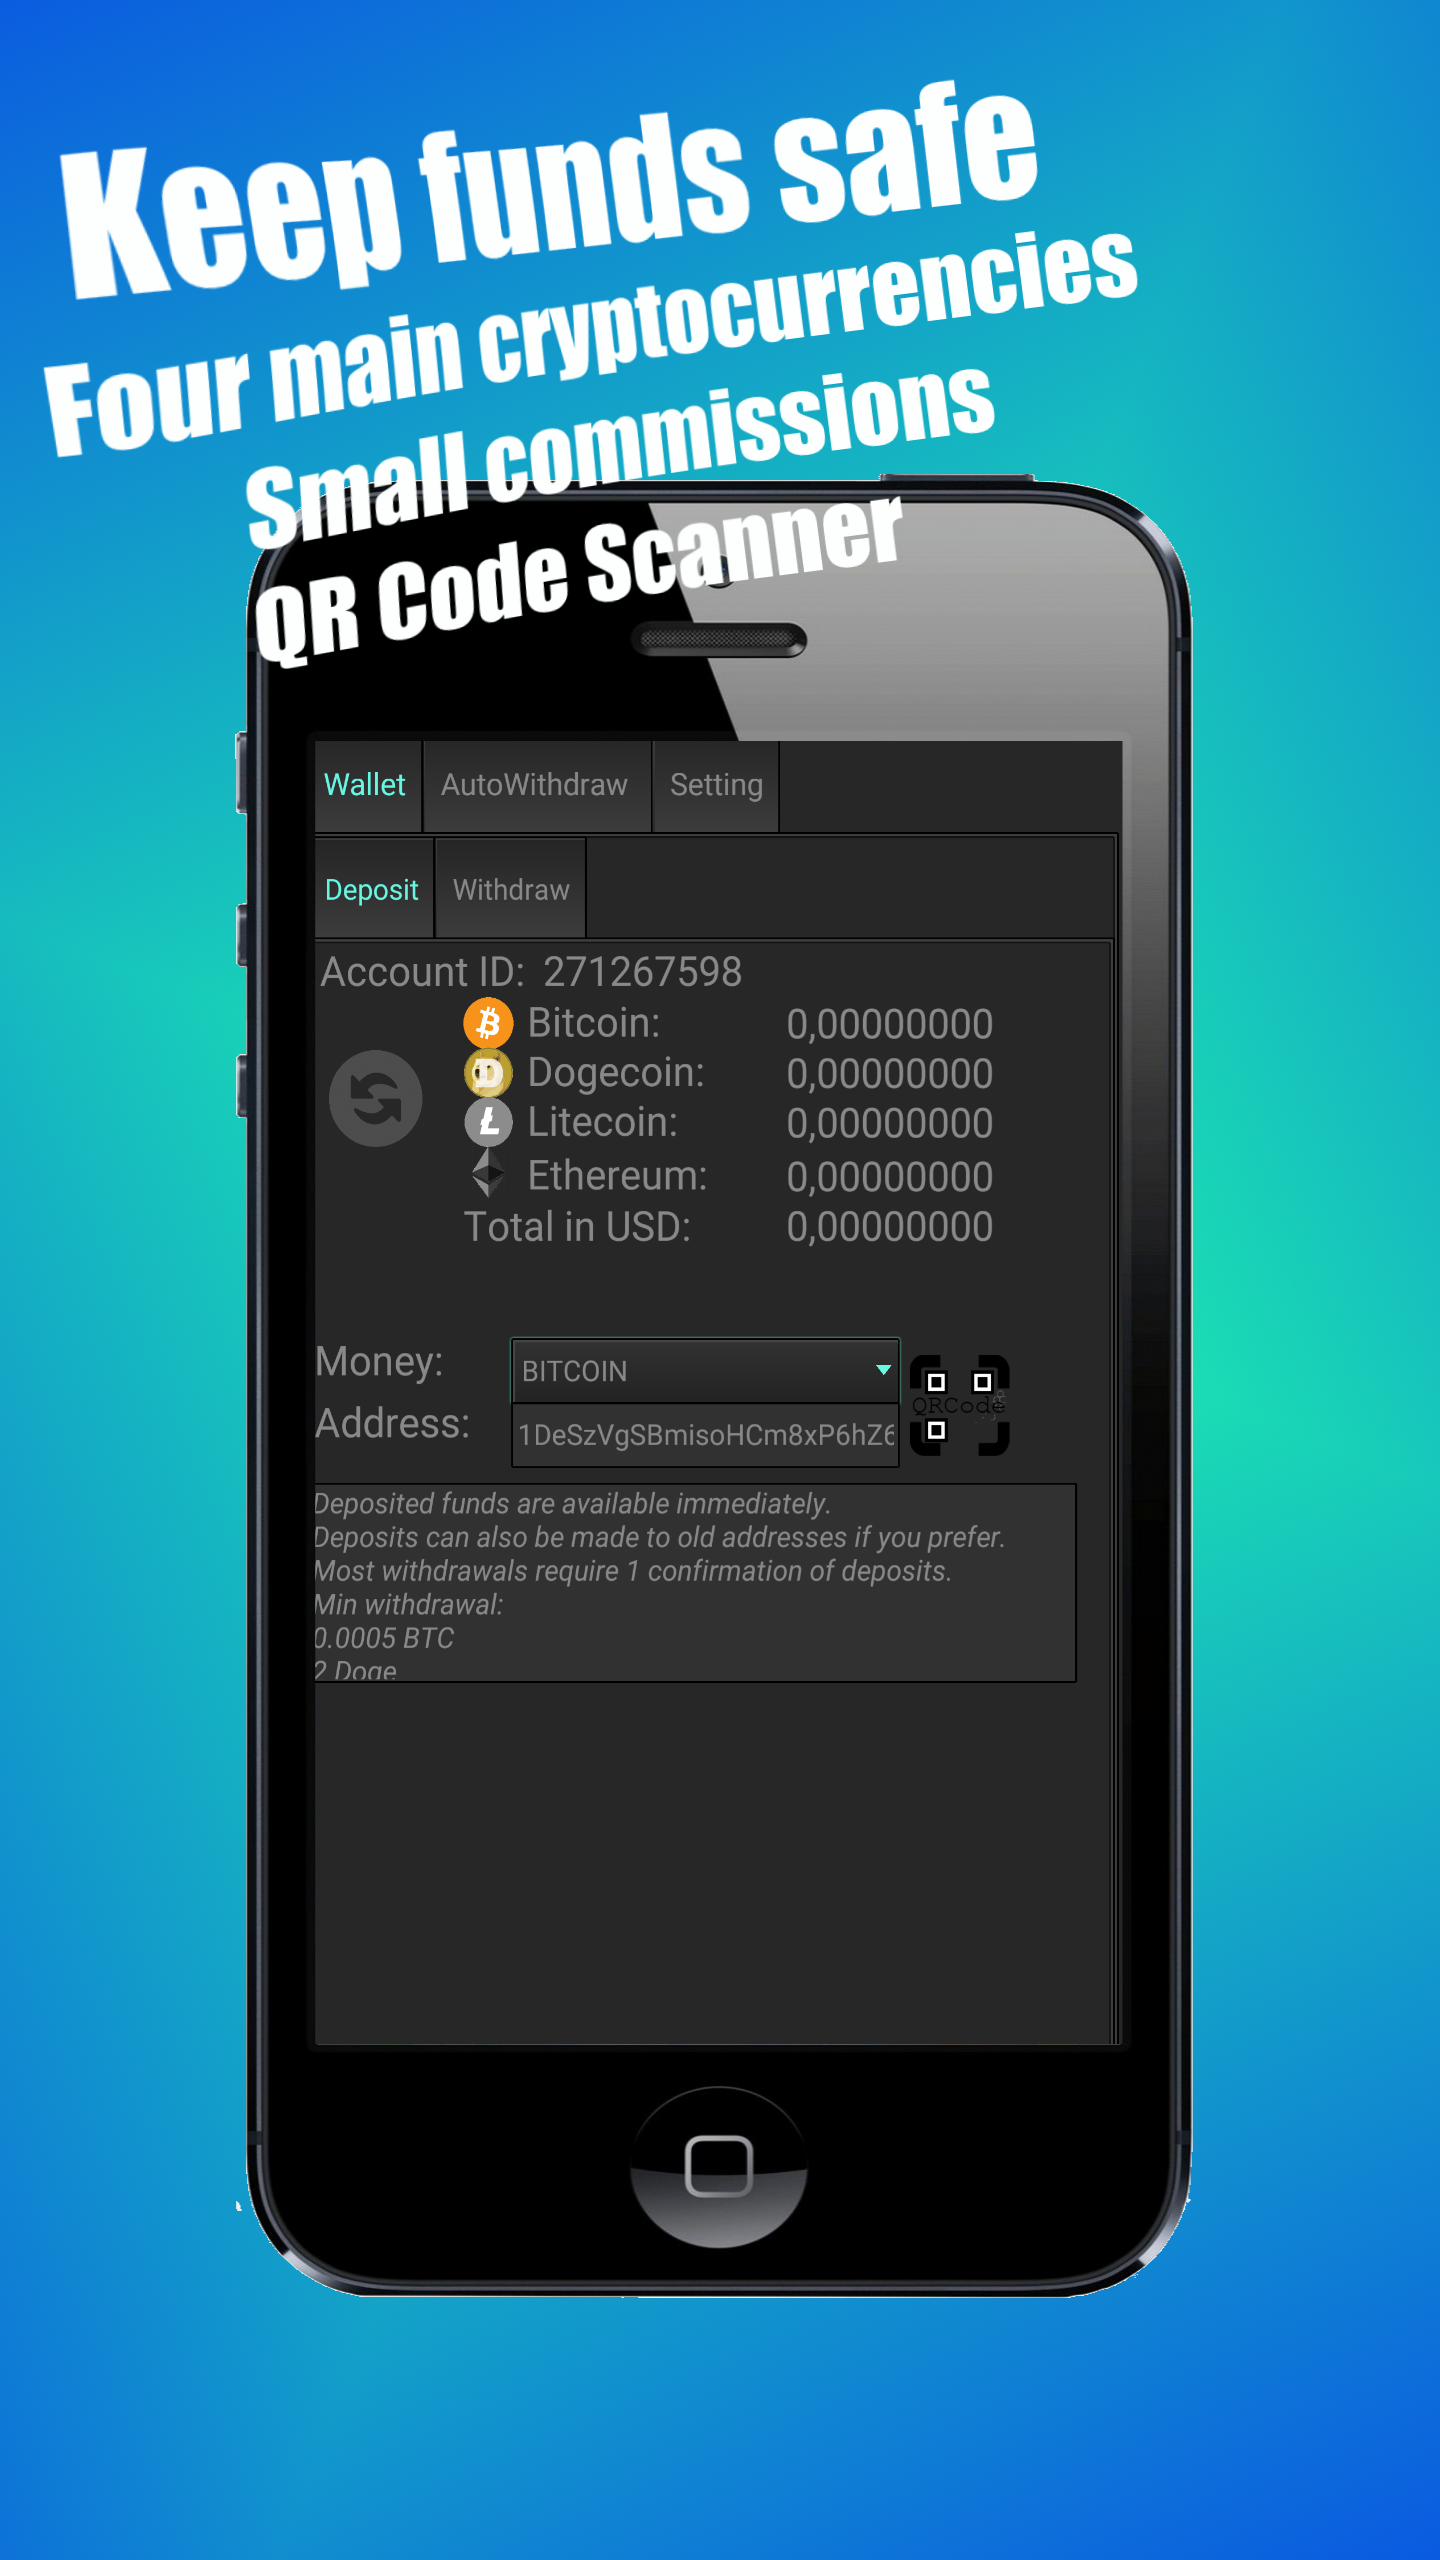 Keep funds safe
Four main cryptocurrencies
Small commissions
QR Code Scanner
Wallet AutoWithdraw Setting
Deposit Withdraw
Account ID: 271267598
Bitcoin: 0,00000000
Dogecoin: 0,00000000
Litecoin: 0,00000000
Ethereum: 0,00000000
Total in USD: 0,00000000
Money: BITCOIN
QRCode
Address: 1DeSzVgSBmisoHCm8xP6hZ6
Deposited funds are available immediately.
Deposits can also be made to old addresses if you prefer.
Most withdrawals require 1 confirmation of deposits.
Min withdrawal:
0.0005 BTC
2 Doge